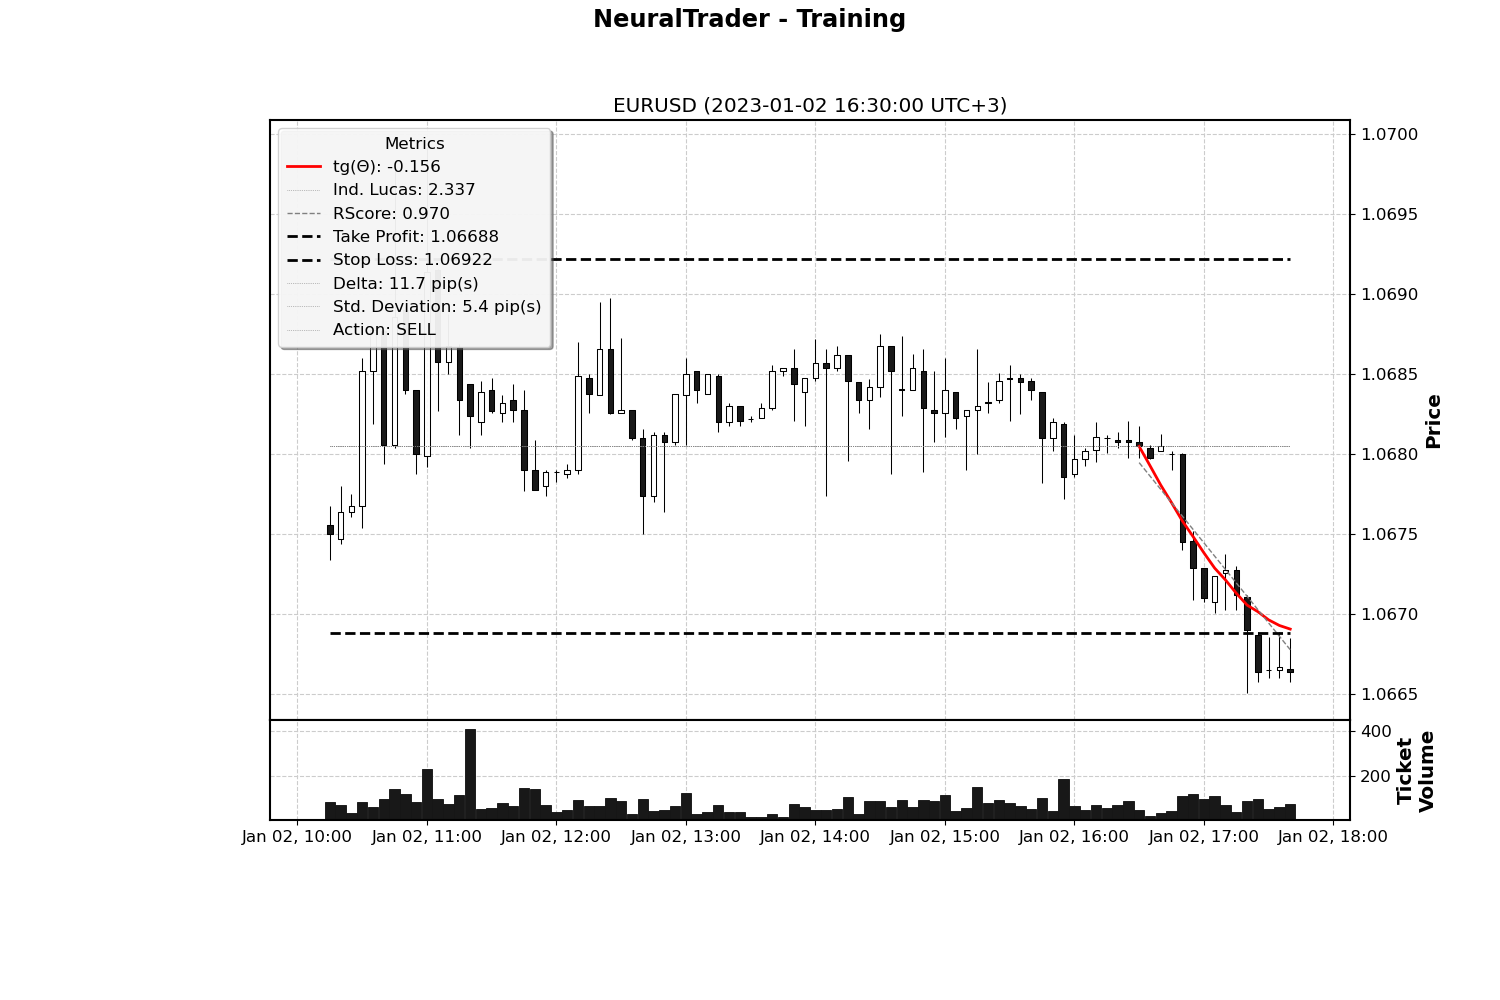 NeuralTrader - Training
EURUSD (2023-01-02 16:30:00 UTC+3)
Metrics
tg(Θ): -0.156
Ind. Lucas: 2.337
RScore: 0.970
Take Profit: 1.06688
Stop Loss: 1.06922
Delta: 11.7 pip(s)
Std. Deviation: 5.4 pip(s)
Action: SELL
1.0700
1.0695
1.0690
1.0685
1.0680
1.0675
1.0670
1.0665
Price
400
200
Ticket
Volume
Jan 02, 10:00
Jan 02, 11:00
Jan 02, 12:00
Jan 02, 13:00
Jan 02, 14:00
Jan 02, 15:00
Jan 02, 16:00
Jan 02, 17:00
Jan 02, 18:00